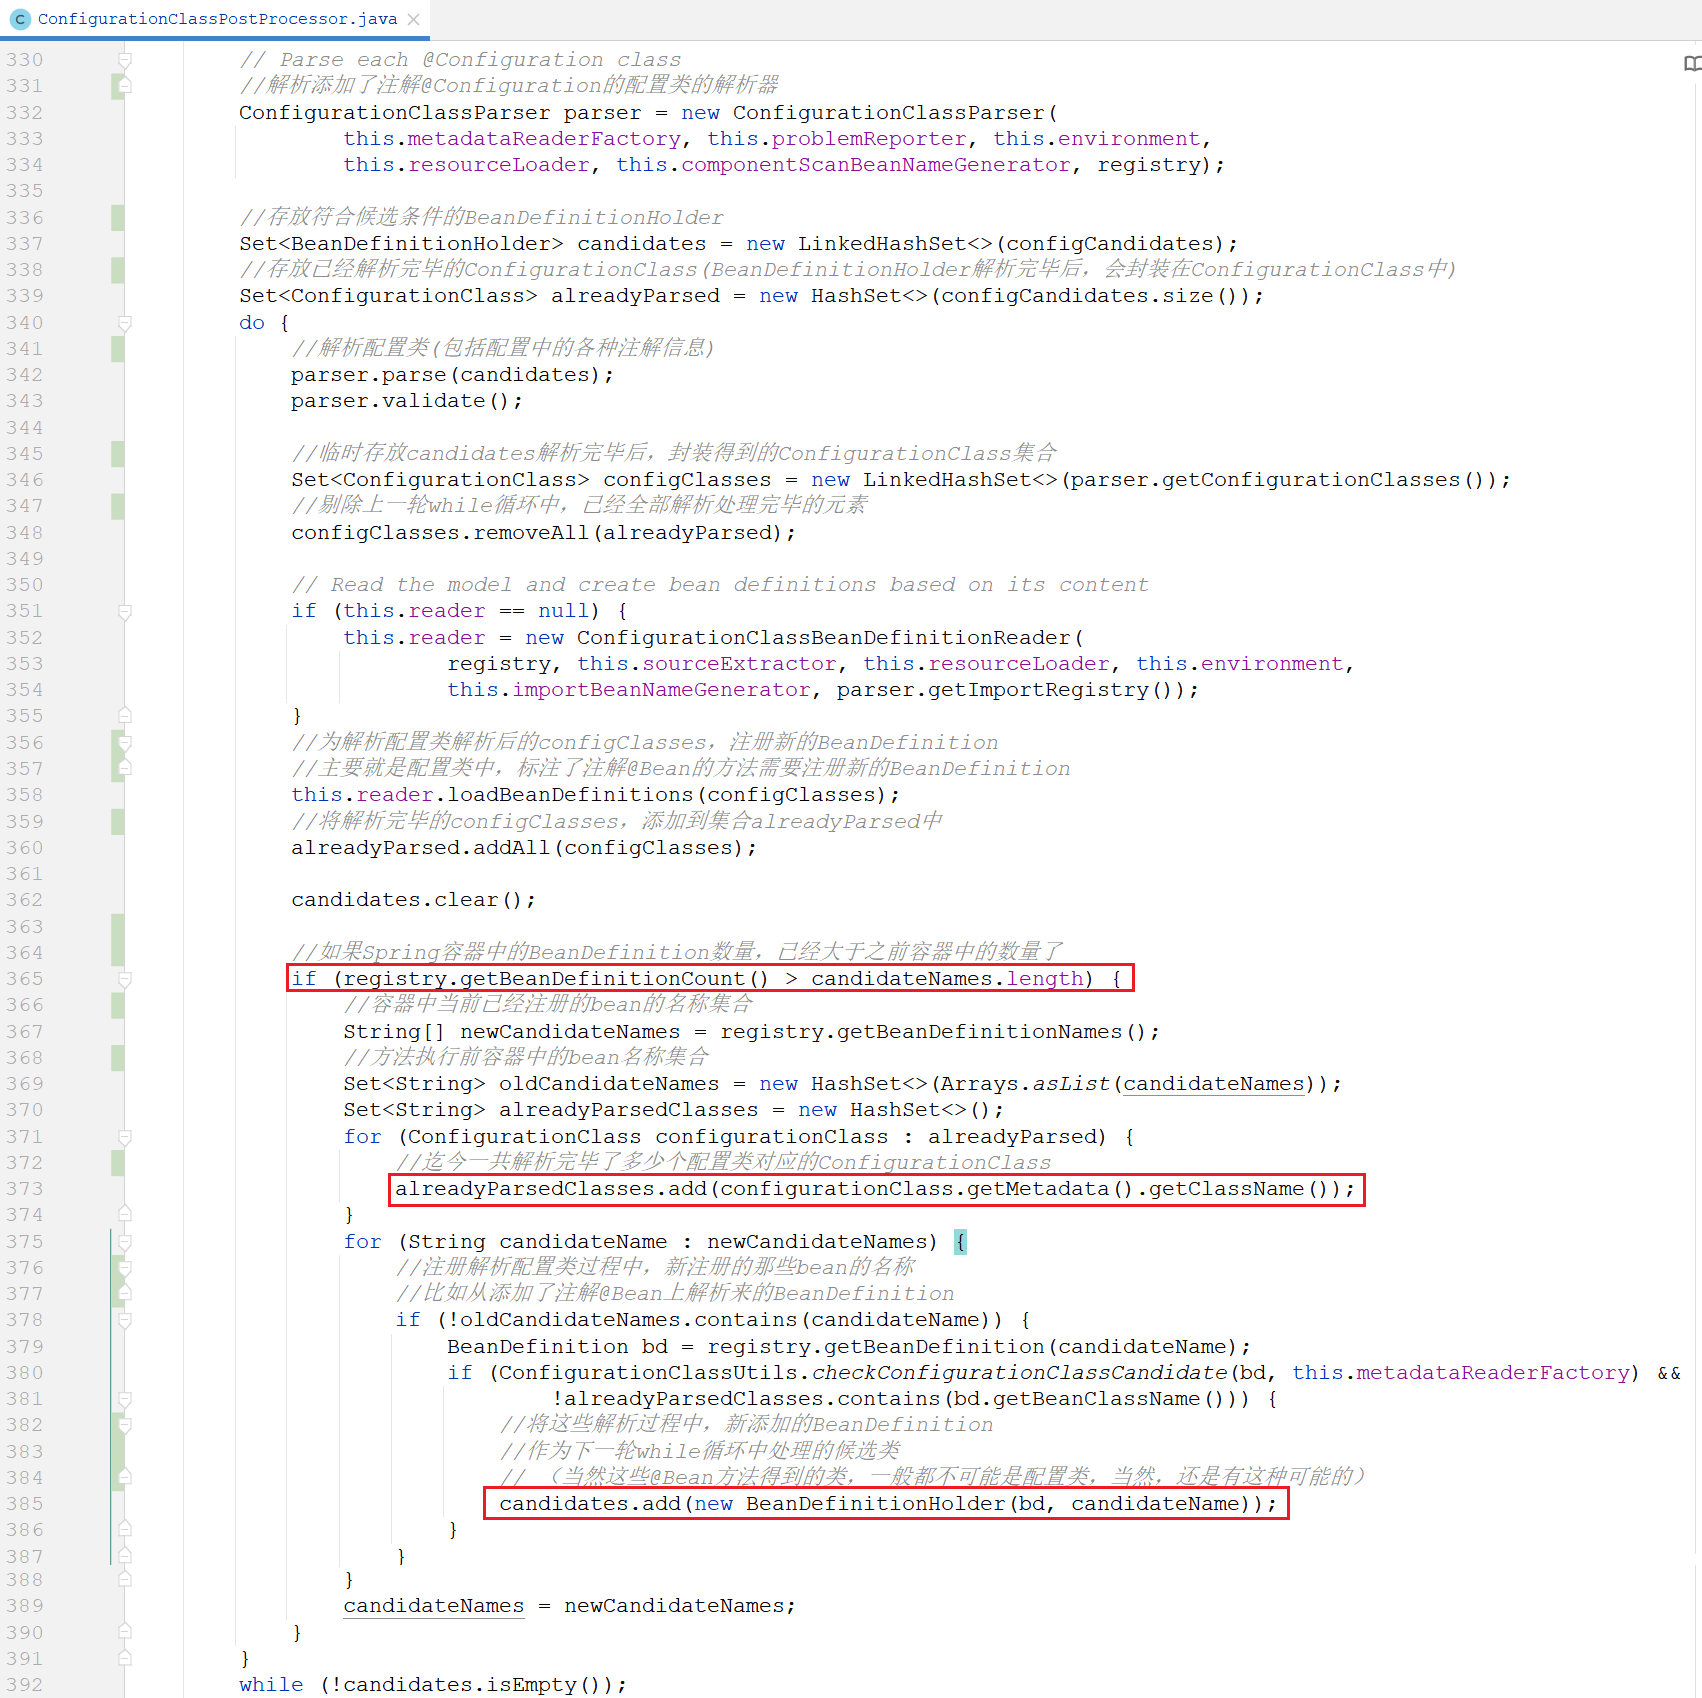 ConfigurationClassPostProcessor.java
330 // Parse each @Configuration class
331 //解析添加了注解@Configuration的配置类的解析器
332 ConfigurationClassParser parser = new ConfigurationClassParser(
333 this.metadataReaderFactory, this.problemReporter, this.environment,
334 this.resourceLoader, this.componentScanBeanNameGenerator, registry);
335
336 //存放符合候选条件的BeanDefinitionHolder
337 Set<BeanDefinitionHolder> candidates = new LinkedHashSet<>(configCandidates);
338 //存放已经解析完毕的ConfigurationClass(BeanDefinitionHolder解析完毕后，会封装在ConfigurationClass中)
339 Set<ConfigurationClass> alreadyParsed = new HashSet<>(configCandidates.size());
340 do {
341 //解析配置类(包括配置中的各种注解信息)
342 parser.parse(candidates);
343 parser.validate();
344
345 //临时存放candidates解析完毕后，封装得到的ConfigurationClass集合
346 Set<ConfigurationClass> configClasses = new LinkedHashSet<>(parser.getConfigurationClasses());
347 //剔除上一轮while循环中，已经全部解析处理完毕的元素
348 configClasses.removeAll(alreadyParsed);
349
350 // Read the model and create bean definitions based on its content
351 if (this.reader == null) {
352 this.reader = new ConfigurationClassBeanDefinitionReader(
353 registry, this.sourceExtractor, this.resourceLoader, this.environment,
354 this.importBeanNameGenerator, parser.getImportRegistry());
355 }
356 //为解析配置类解析后的configClasses，注册新的BeanDefinition
357 //主要就是配置类中，标注了注解@Bean的方法需要注册新的BeanDefinition
358 this.reader.loadBeanDefinitions(configClasses);
359 //将解析完毕的configClasses，添加到集合alreadyParsed中
360 alreadyParsed.addAll(configClasses);
361
362 candidates.clear();
363
364 //如果Spring容器中的BeanDefinition数量，已经大于之前容器中的数量了
365 if (registry.getBeanDefinitionCount() > candidateNames.length) {
366 //容器中当前已经注册的bean的名称集合
367 String[] newCandidateNames = registry.getBeanDefinitionNames();
368 //方法执行前容器中的bean名称集合
369 Set<String> oldCandidateNames = new HashSet<>(Arrays.asList(candidateNames));
370 Set<String> alreadyParsedClasses = new HashSet<>();
371 for (ConfigurationClass configurationClass : alreadyParsed) {
372 //迄今一共解析完毕了多少个配置类对应的ConfigurationClass
373 alreadyParsedClasses.add(configurationClass.getMetadata().getClassName());
374 }
375 for (String candidateName : newCandidateNames) {
376 //注册解析配置类过程中，新注册的那些bean的名称
377 //比如从添加了注解@Bean上解析来的BeanDefinition
378 if (!oldCandidateNames.contains(candidateName)) {
379 BeanDefinition bd = registry.getBeanDefinition(candidateName);
380 if (ConfigurationClassUtils.checkConfigurationClassCandidate(bd, this.metadataReaderFactory) &&
381 !alreadyParsedClasses.contains(bd.getBeanClassName())) {
382 //将这些解析过程中，新添加的BeanDefinition
383 //作为下一轮while循环中处理的候选类
384 // （当然这些@Bean方法得到的类，一般都不可能是配置类，当然，还是有这种可能的）
385 candidates.add(new BeanDefinitionHolder(bd, candidateName));
386 }
387 }
388 }
389 candidateNames = newCandidateNames;
390 }
391 }
392 while (!candidates.isEmpty());